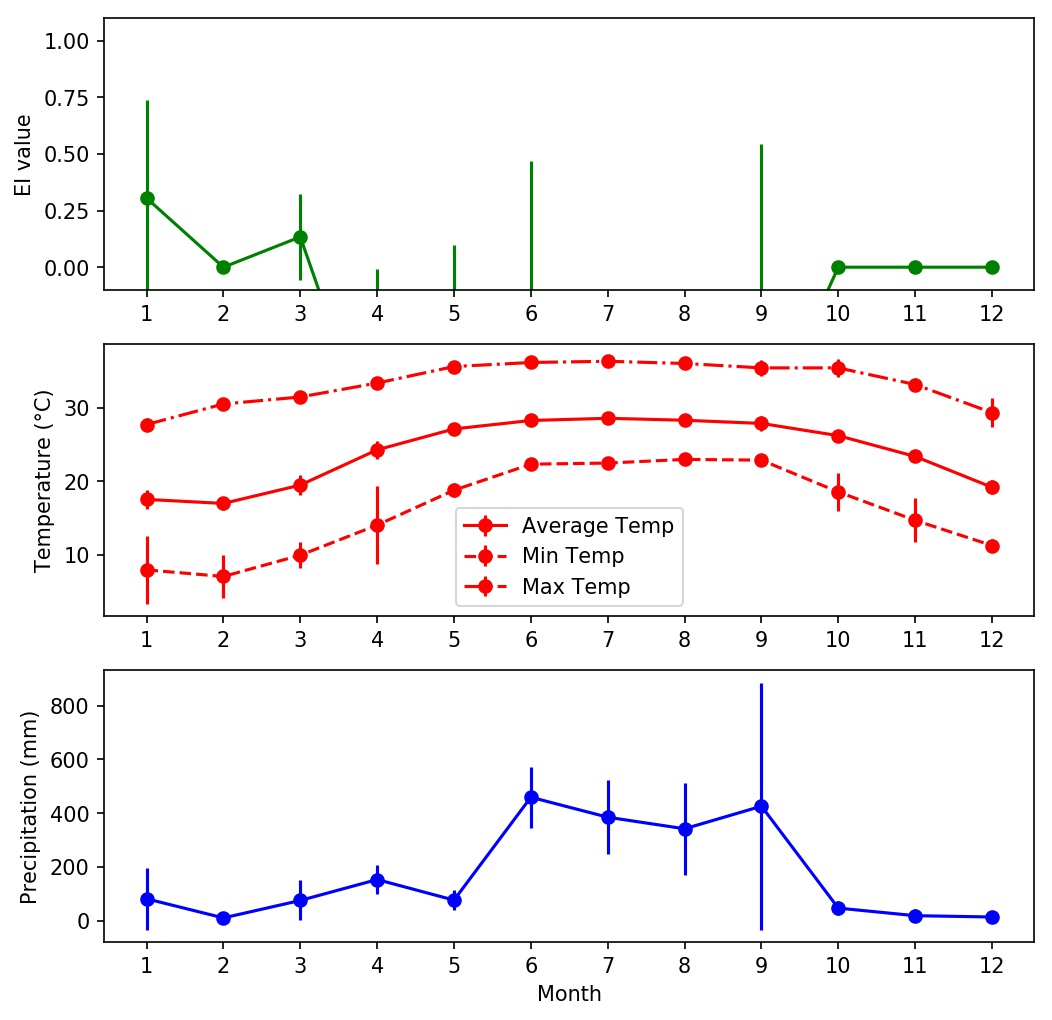 1.00
0.75
0.50
0.25
0.00
EI value
1 2 3 4 5 6 7 8 9 10 11 12
30
20
10
Temperature (°C)
Average Temp
Min Temp
Max Temp
1 2 3 4 5 6 7 8 9 10 11 12
800
600
400
200
0
Precipitation (mm)
1 2 3 4 5 6 7 8 9 10 11 12
Month